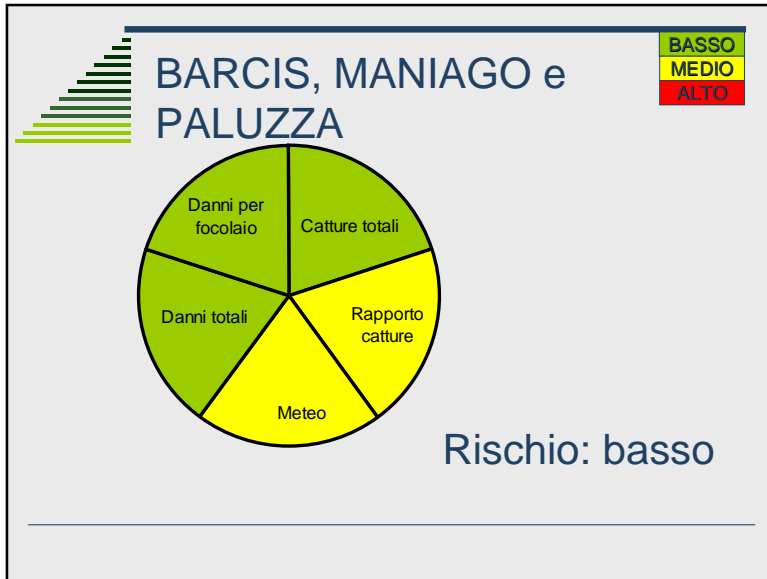 BARCIS, MANIAGO e
PALUZZA
BASSO
MEDIO
ALTO
Danni per
focolaio
Catture totali
Danni totali
Rapporto
catture
Meteo
Rischio: basso